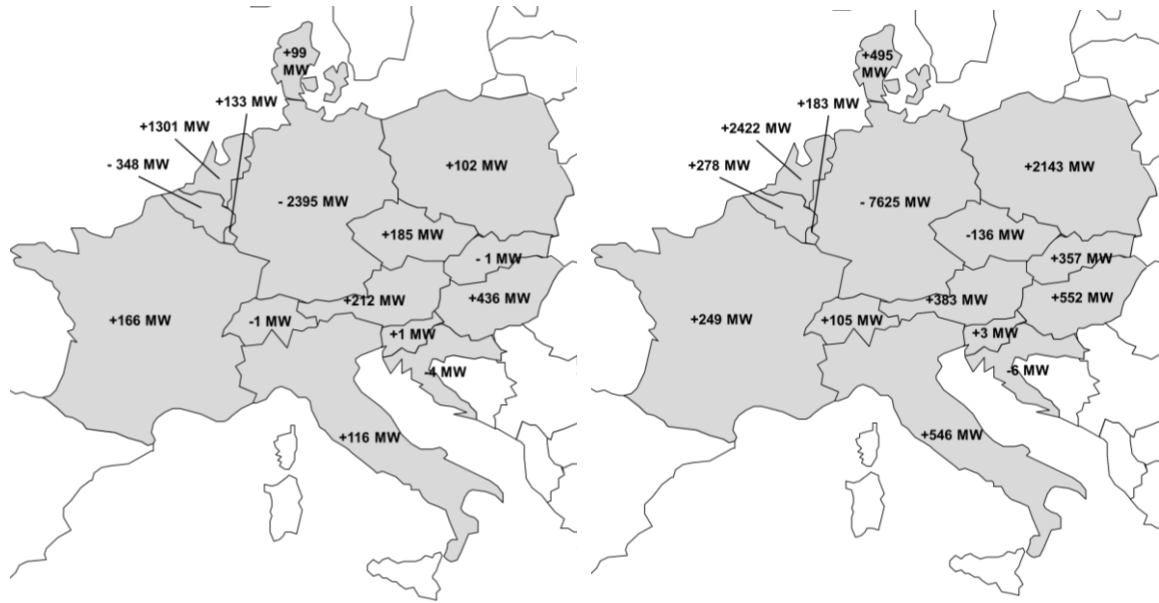 +99
MW
+133 MW
+1301 MW
- 348 MW
+102 MW
- 2395 MW
+185 MW
- 1 MW
+212 MW
+436 MW
-1 MW
+166 MW
+1 MW
-4 MW
+116 MW
+495
MW
+183 MW
+2422 MW
+278 MW
+2143 MW
- 7625 MW
-136 MW
+357 MW
+383 MW
+552 MW
+105 MW
+249 MW
+3 MW
-6 MW
+546 MW